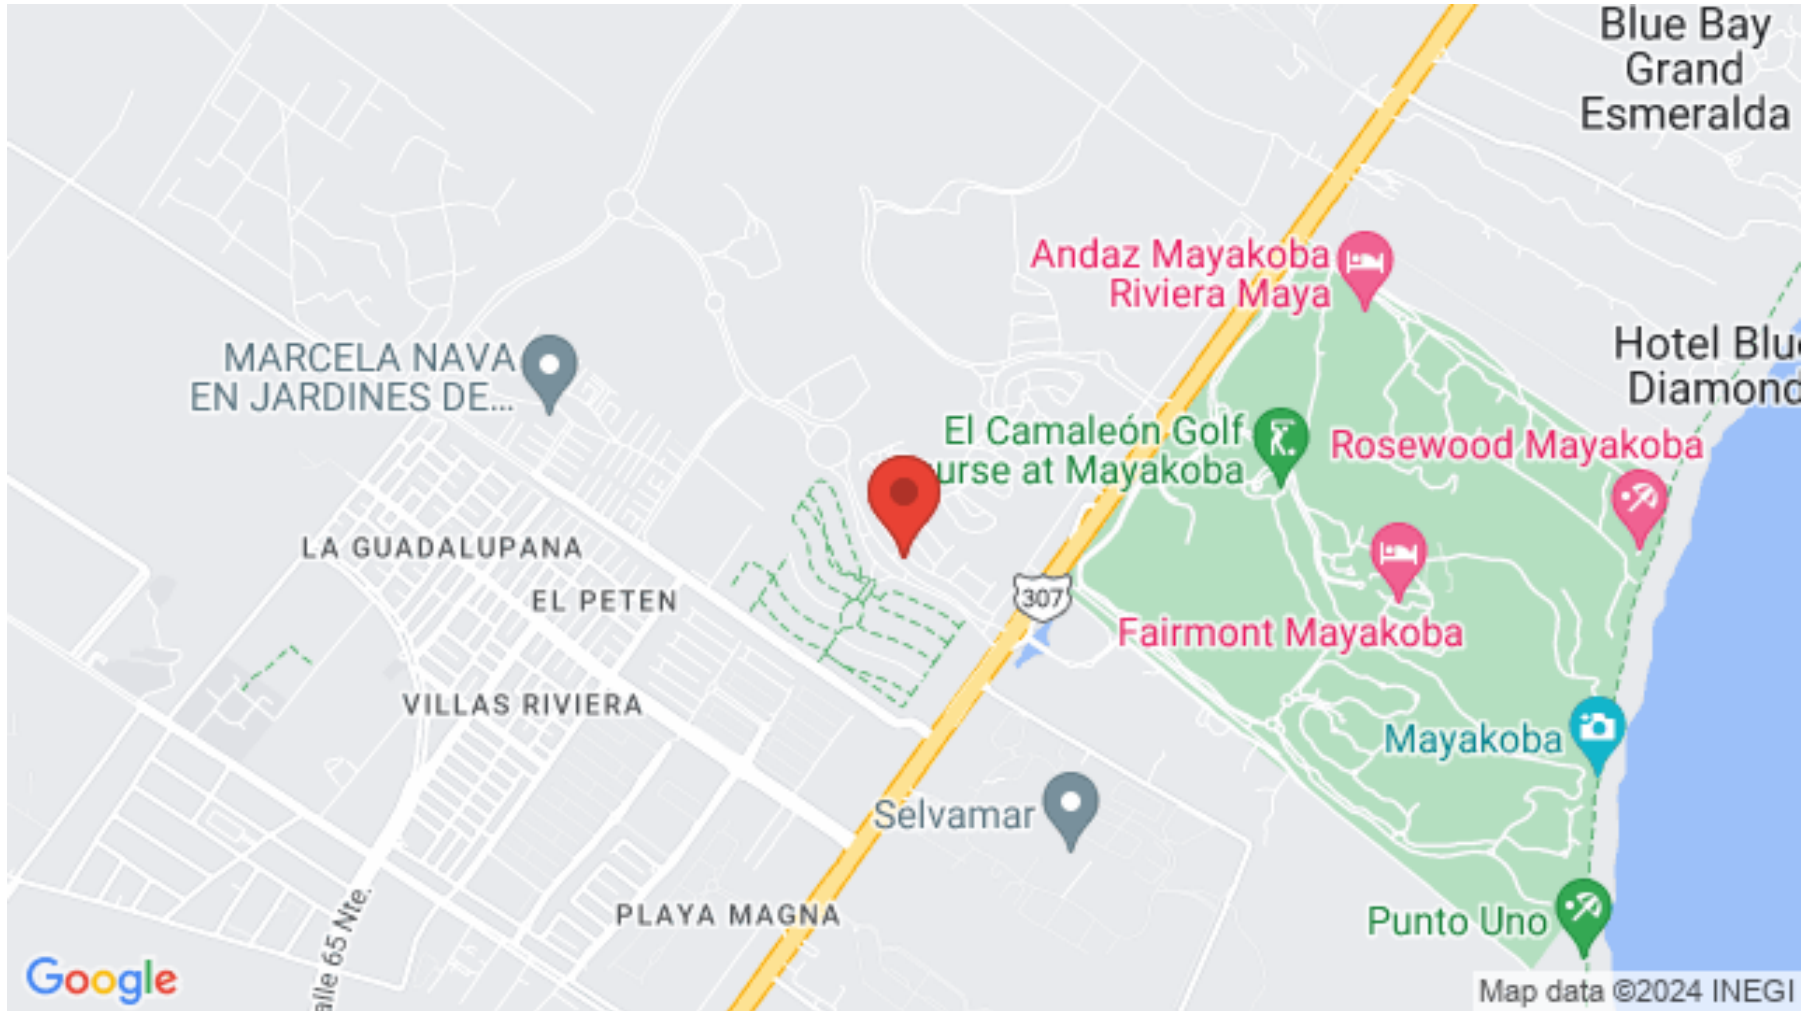 Blue Bay
Grand
Esmeralda
Andaz Mayakoba
Riviera Maya
Hotel Blu
Diamond
MARCELA NAVA
EN JARDINES DE...
El Camaleón Golf
urse at Mayakoba
Rosewood Mayakoba
LA GUADALUPANA
EL PETEN
307
Fairmont Mayakoba
VILLAS RIVIERA
Mayakoba
Selvamar
PLAYA MAGNA
Punto Uno
alle 65 Nte.
Google
Map data ©2024 INEGI